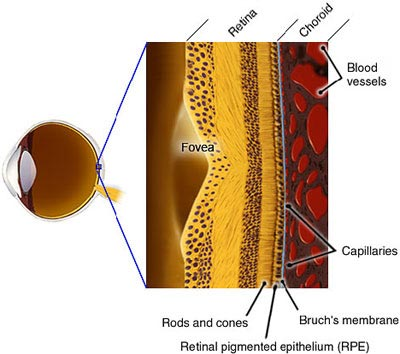 Retina
Choroid
Blood
vessels
Fovea
Capillaries
Rods and cones
Bruch's membrane
Retinal pigmented epithelium (RPE)